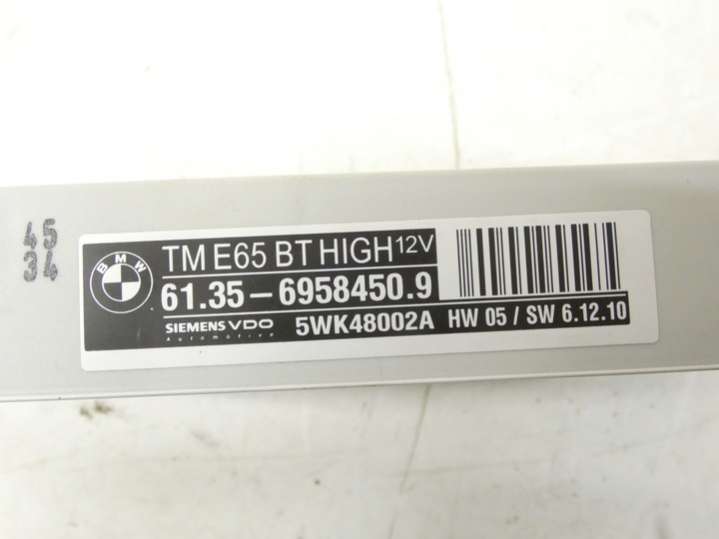 45
34
BMW
TM E65 BT HIGH 12V
61.35 - 6958450.9
SIEMENS VDO
Automotive
5WK48002A HW 05 / SW 6.12.10